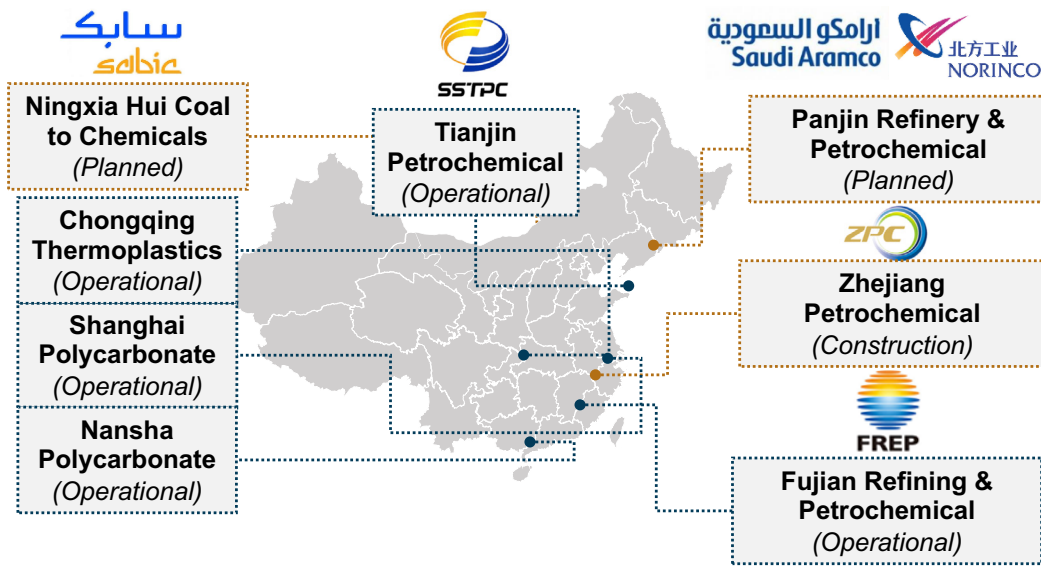 سابك
sabic
Ningxia Hui Coal
to Chemicals
(Planned)
Chongqing
Thermoplastics
(Operational)
Shanghai
Polycarbonate
(Operational)
Nansha
Polycarbonate
(Operational)
SSTPC
Tianjin
Petrochemical
(Operational)
أرامكو السعودية
Saudi Aramco
北方工业
NORINCO
Panjin Refinery &
Petrochemical
(Planned)
ZPC
Zhejiang
Petrochemical
(Construction)
FREP
Fujian Refining &
Petrochemical
(Operational)